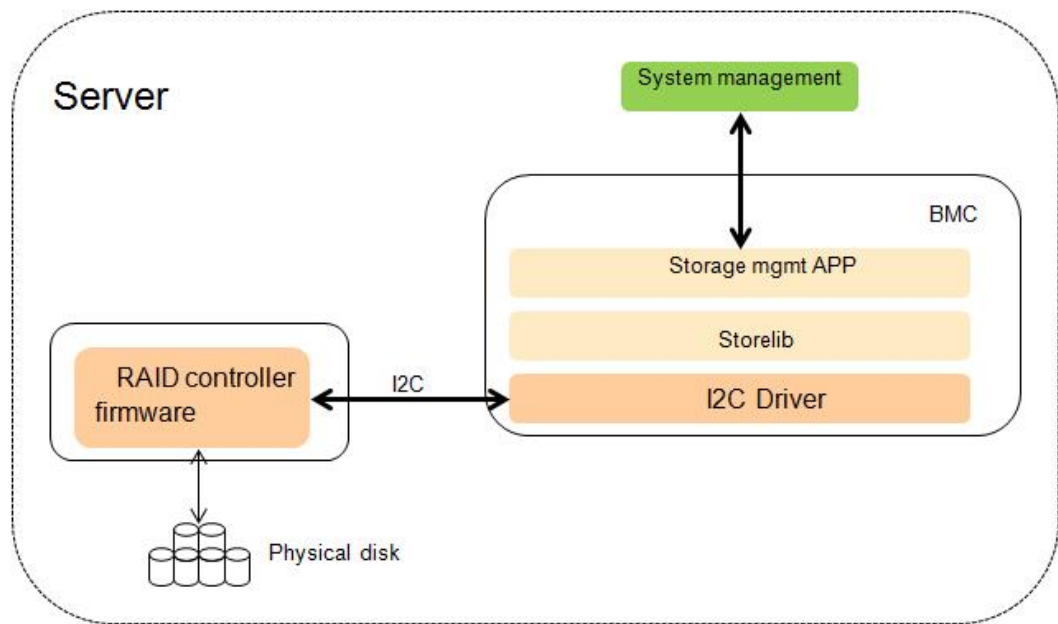 System management
Server
BMC
Storage mgmt APP
Storelib
RAID controller
firmware
I2C
I2C Driver
Physical disk